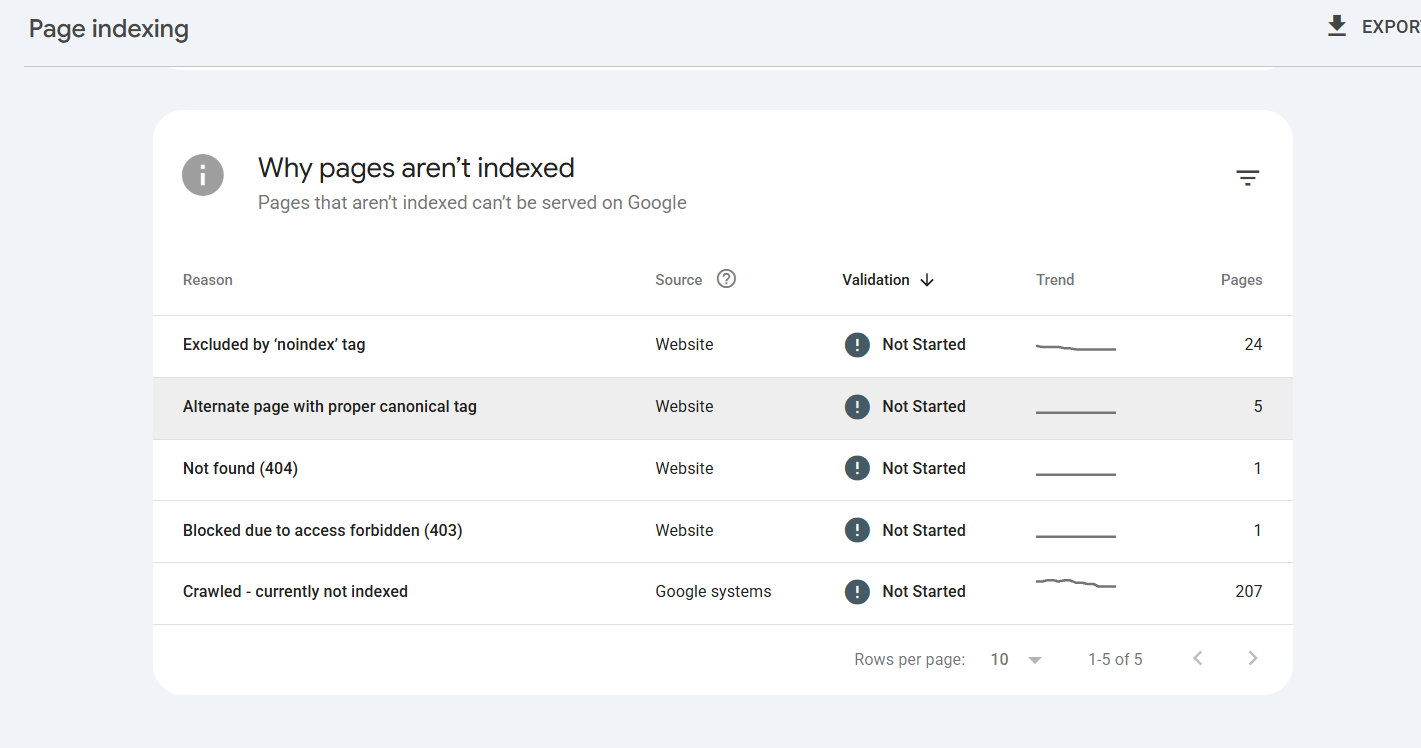 Page indexing
EXPORT
Why pages aren’t indexed
Pages that aren’t indexed can’t be served on Google
Reason Source Validation Trend Pages
Excluded by ‘noindex’ tag Website Not Started 24
Alternate page with proper canonical tag Website Not Started 5
Not found (404) Website Not Started 1
Blocked due to access forbidden (403) Website Not Started 1
Crawled - currently not indexed Google systems Not Started 207
Rows per page: 10 1-5 of 5